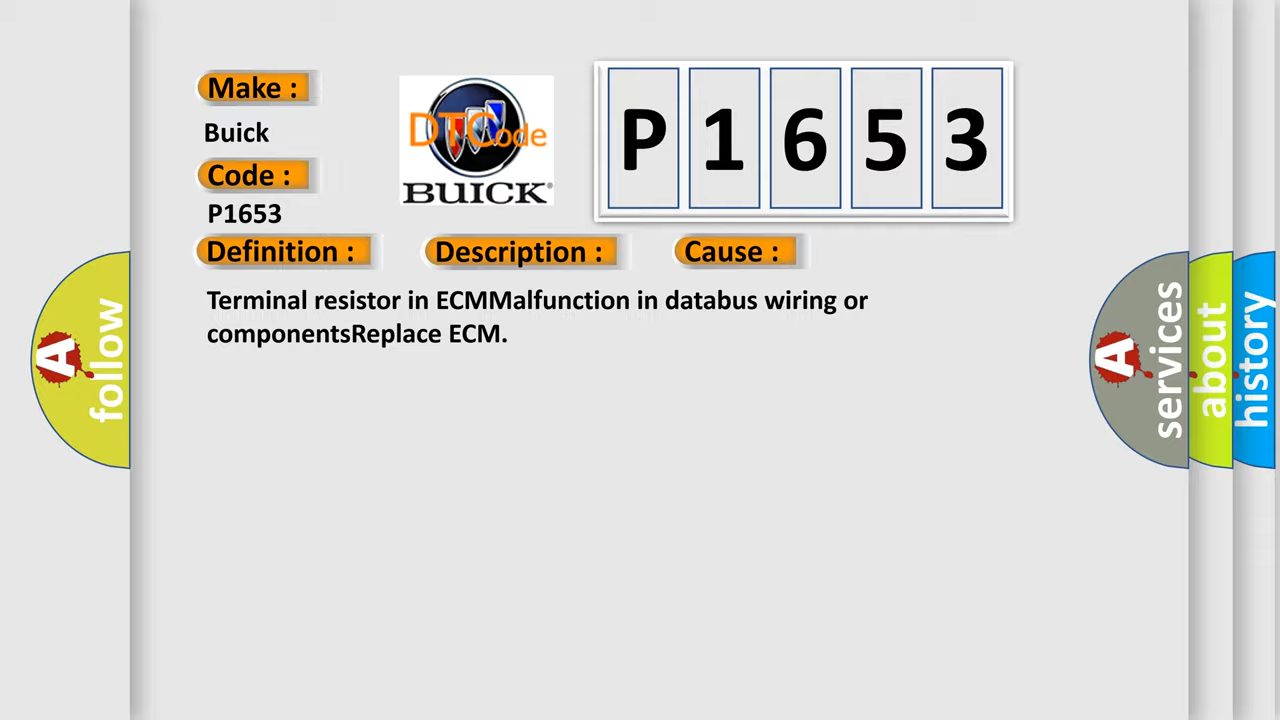 Make :
Buick
Code :
P1653
DTCode
BUICK®
P 1 6 5 3
Definition :
Description :
Cause :
Terminal resistor in ECMMalfunction in databus wiring or
componentsReplace ECM.
A follow
A services
about
history